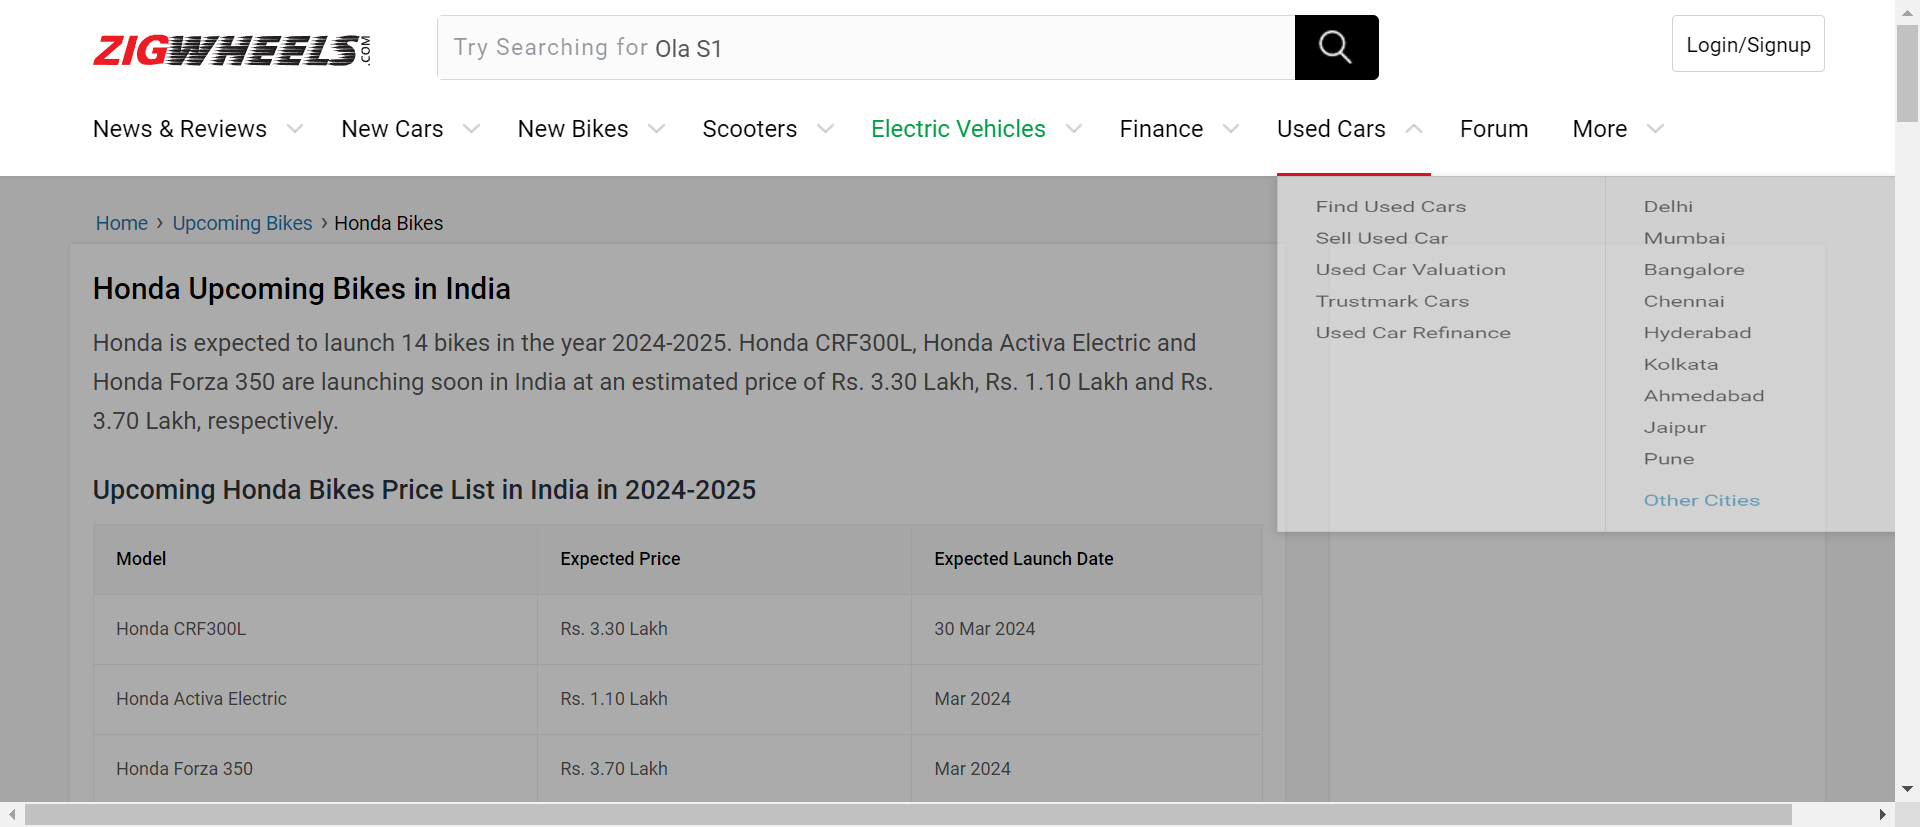 ZIGWHEELS.COM
Try Searching for Ola S1
Login/Signup
News & Reviews New Cars New Bikes Scooters Electric Vehicles Finance Used Cars Forum More
Home › Upcoming Bikes › Honda Bikes
Find Used Cars
Sell Used Car
Used Car Valuation
Trustmark Cars
Used Car Refinance
Delhi
Mumbai
Bangalore
Chennai
Hyderabad
Kolkata
Ahmedabad
Jaipur
Pune
Other Cities
Honda Upcoming Bikes in India
Honda is expected to launch 14 bikes in the year 2024-2025. Honda CRF300L, Honda Activa Electric and
Honda Forza 350 are launching soon in India at an estimated price of Rs. 3.30 Lakh, Rs. 1.10 Lakh and Rs.
3.70 Lakh, respectively.
Upcoming Honda Bikes Price List in India in 2024-2025
Model Expected Price Expected Launch Date
Honda CRF300L Rs. 3.30 Lakh 30 Mar 2024
Honda Activa Electric Rs. 1.10 Lakh Mar 2024
Honda Forza 350 Rs. 3.70 Lakh Mar 2024